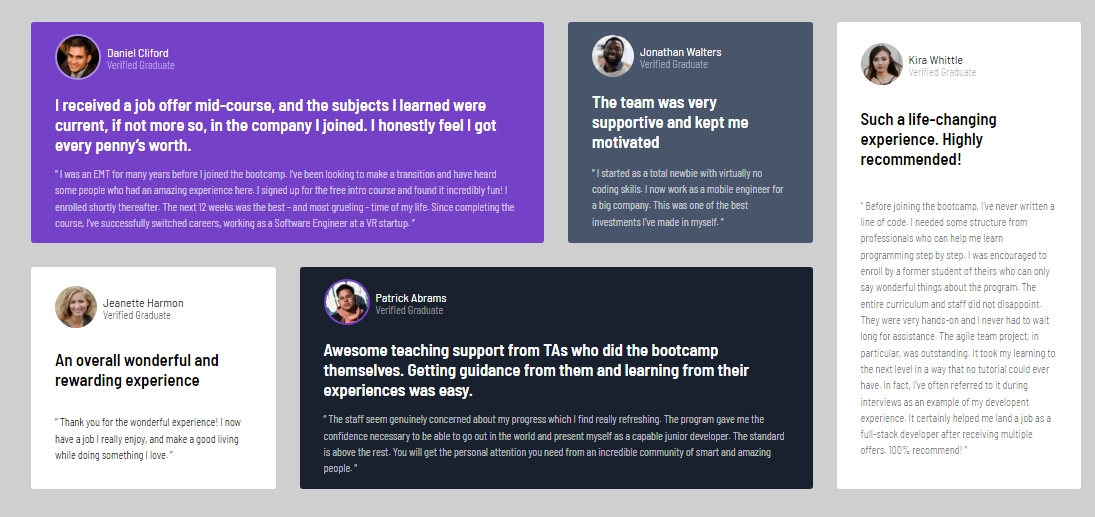 Daniel Cliford
Verified Graduate
I received a job offer mid-course, and the subjects I learned were
current, if not more so, in the company I joined. I honestly feel I got
every penny’s worth.
“ I was an EMT for many years before I joined the bootcamp. I’ve been looking to make a transition and have heard
some people who had an amazing experience here. I signed up for the free intro course and found it incredibly fun! I
enrolled shortly thereafter. The next 12 weeks was the best - and most grueling - time of my life. Since completing the
course, I’ve successfully switched careers, working as a Software Engineer at a VR startup. ”
Jonathan Walters
Verified Graduate
The team was very
supportive and kept me
motivated
“ I started as a total newbie with virtually no
coding skills. I now work as a mobile engineer for
a big company. This was one of the best
investments I’ve made in myself. ”
Kira Whittle
Verified Graduate
Such a life-changing
experience. Highly
recommended!
“ Before joining the bootcamp, I’ve never written a
line of code. I needed some structure from
professionals who can help me learn
programming step by step. I was encouraged to
enroll by a former student of theirs who can only
say wonderful things about the program. The
entire curriculum and staff did not disappoint.
They were very hands-on and I never had to wait
long for assistance. The agile team project, in
particular, was outstanding. It took my learning to
the next level in a way that no tutorial could ever
have. In fact, I’ve often referred to it during
interviews as an example of my developent
experience. It certainly helped me land a job as a
full-stack developer after receiving multiple
offers. 100% recommend! ”
Jeanette Harmon
Verified Graduate
An overall wonderful and
rewarding experience
“ Thank you for the wonderful experience! I now
have a job I really enjoy, and make a good living
while doing something I love. ”
Patrick Abrams
Verified Graduate
Awesome teaching support from TAs who did the bootcamp
themselves. Getting guidance from them and learning from their
experiences was easy.
“ The staff seem genuinely concerned about my progress which I find really refreshing. The program gave me the
confidence necessary to be able to go out in the world and present myself as a capable junior developer. The standard
is above the rest. You will get the personal attention you need from an incredible community of smart and amazing
people. ”